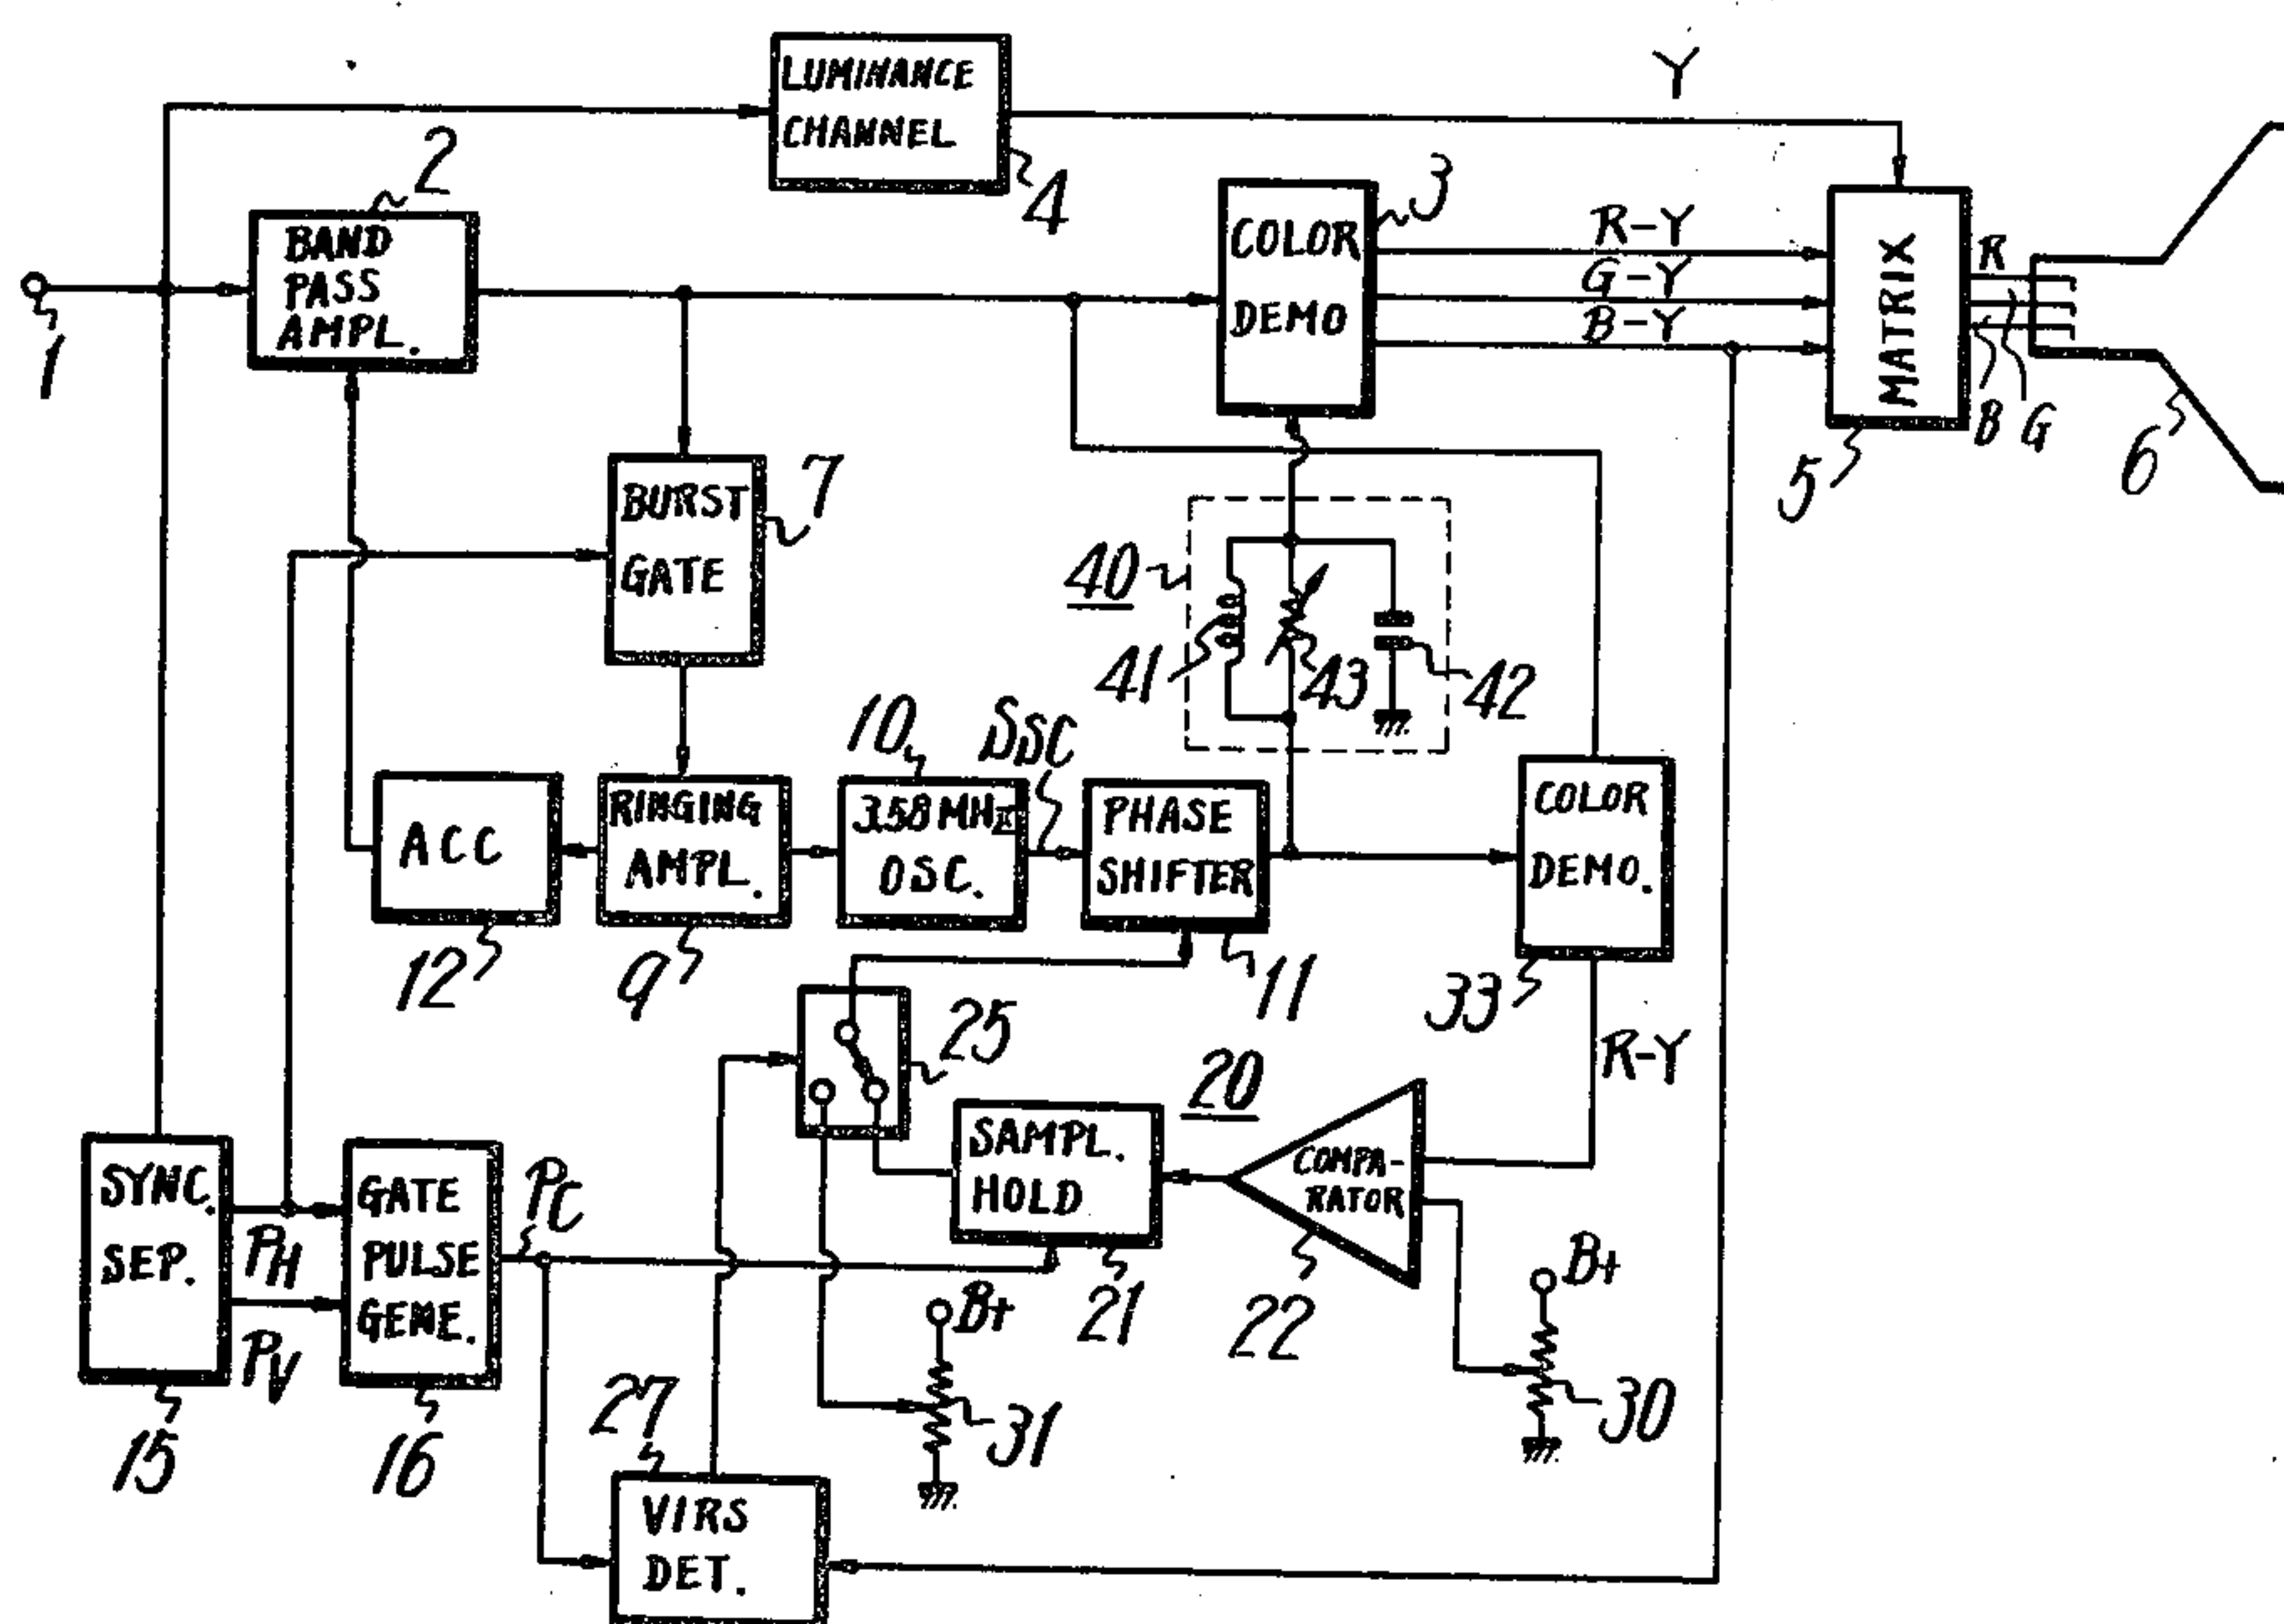 LUMINANCE
CHANNEL
4
Y
2
BAND
PASS
AMPL.
1
3
COLOR
DEMO
R-Y
G-Y
B-Y
MATRIX
R
B G
5
6
7
BURST
GATE
40
41
43
42
10
SSC
ACC
12
RINGING
AMPL.
9
3.58MHZ
OSC.
PHASE
SHIFTER
11
COLOR
DEMO.
33
R-Y
25
20
SAMPL.
HOLD
21
COMPA-
RATOR
22
B+
30
SYNC.
SEP.
15
PH
PV
GATE
PULSE
GEME.
16
PC
B+
31
27
VIRS
DET.